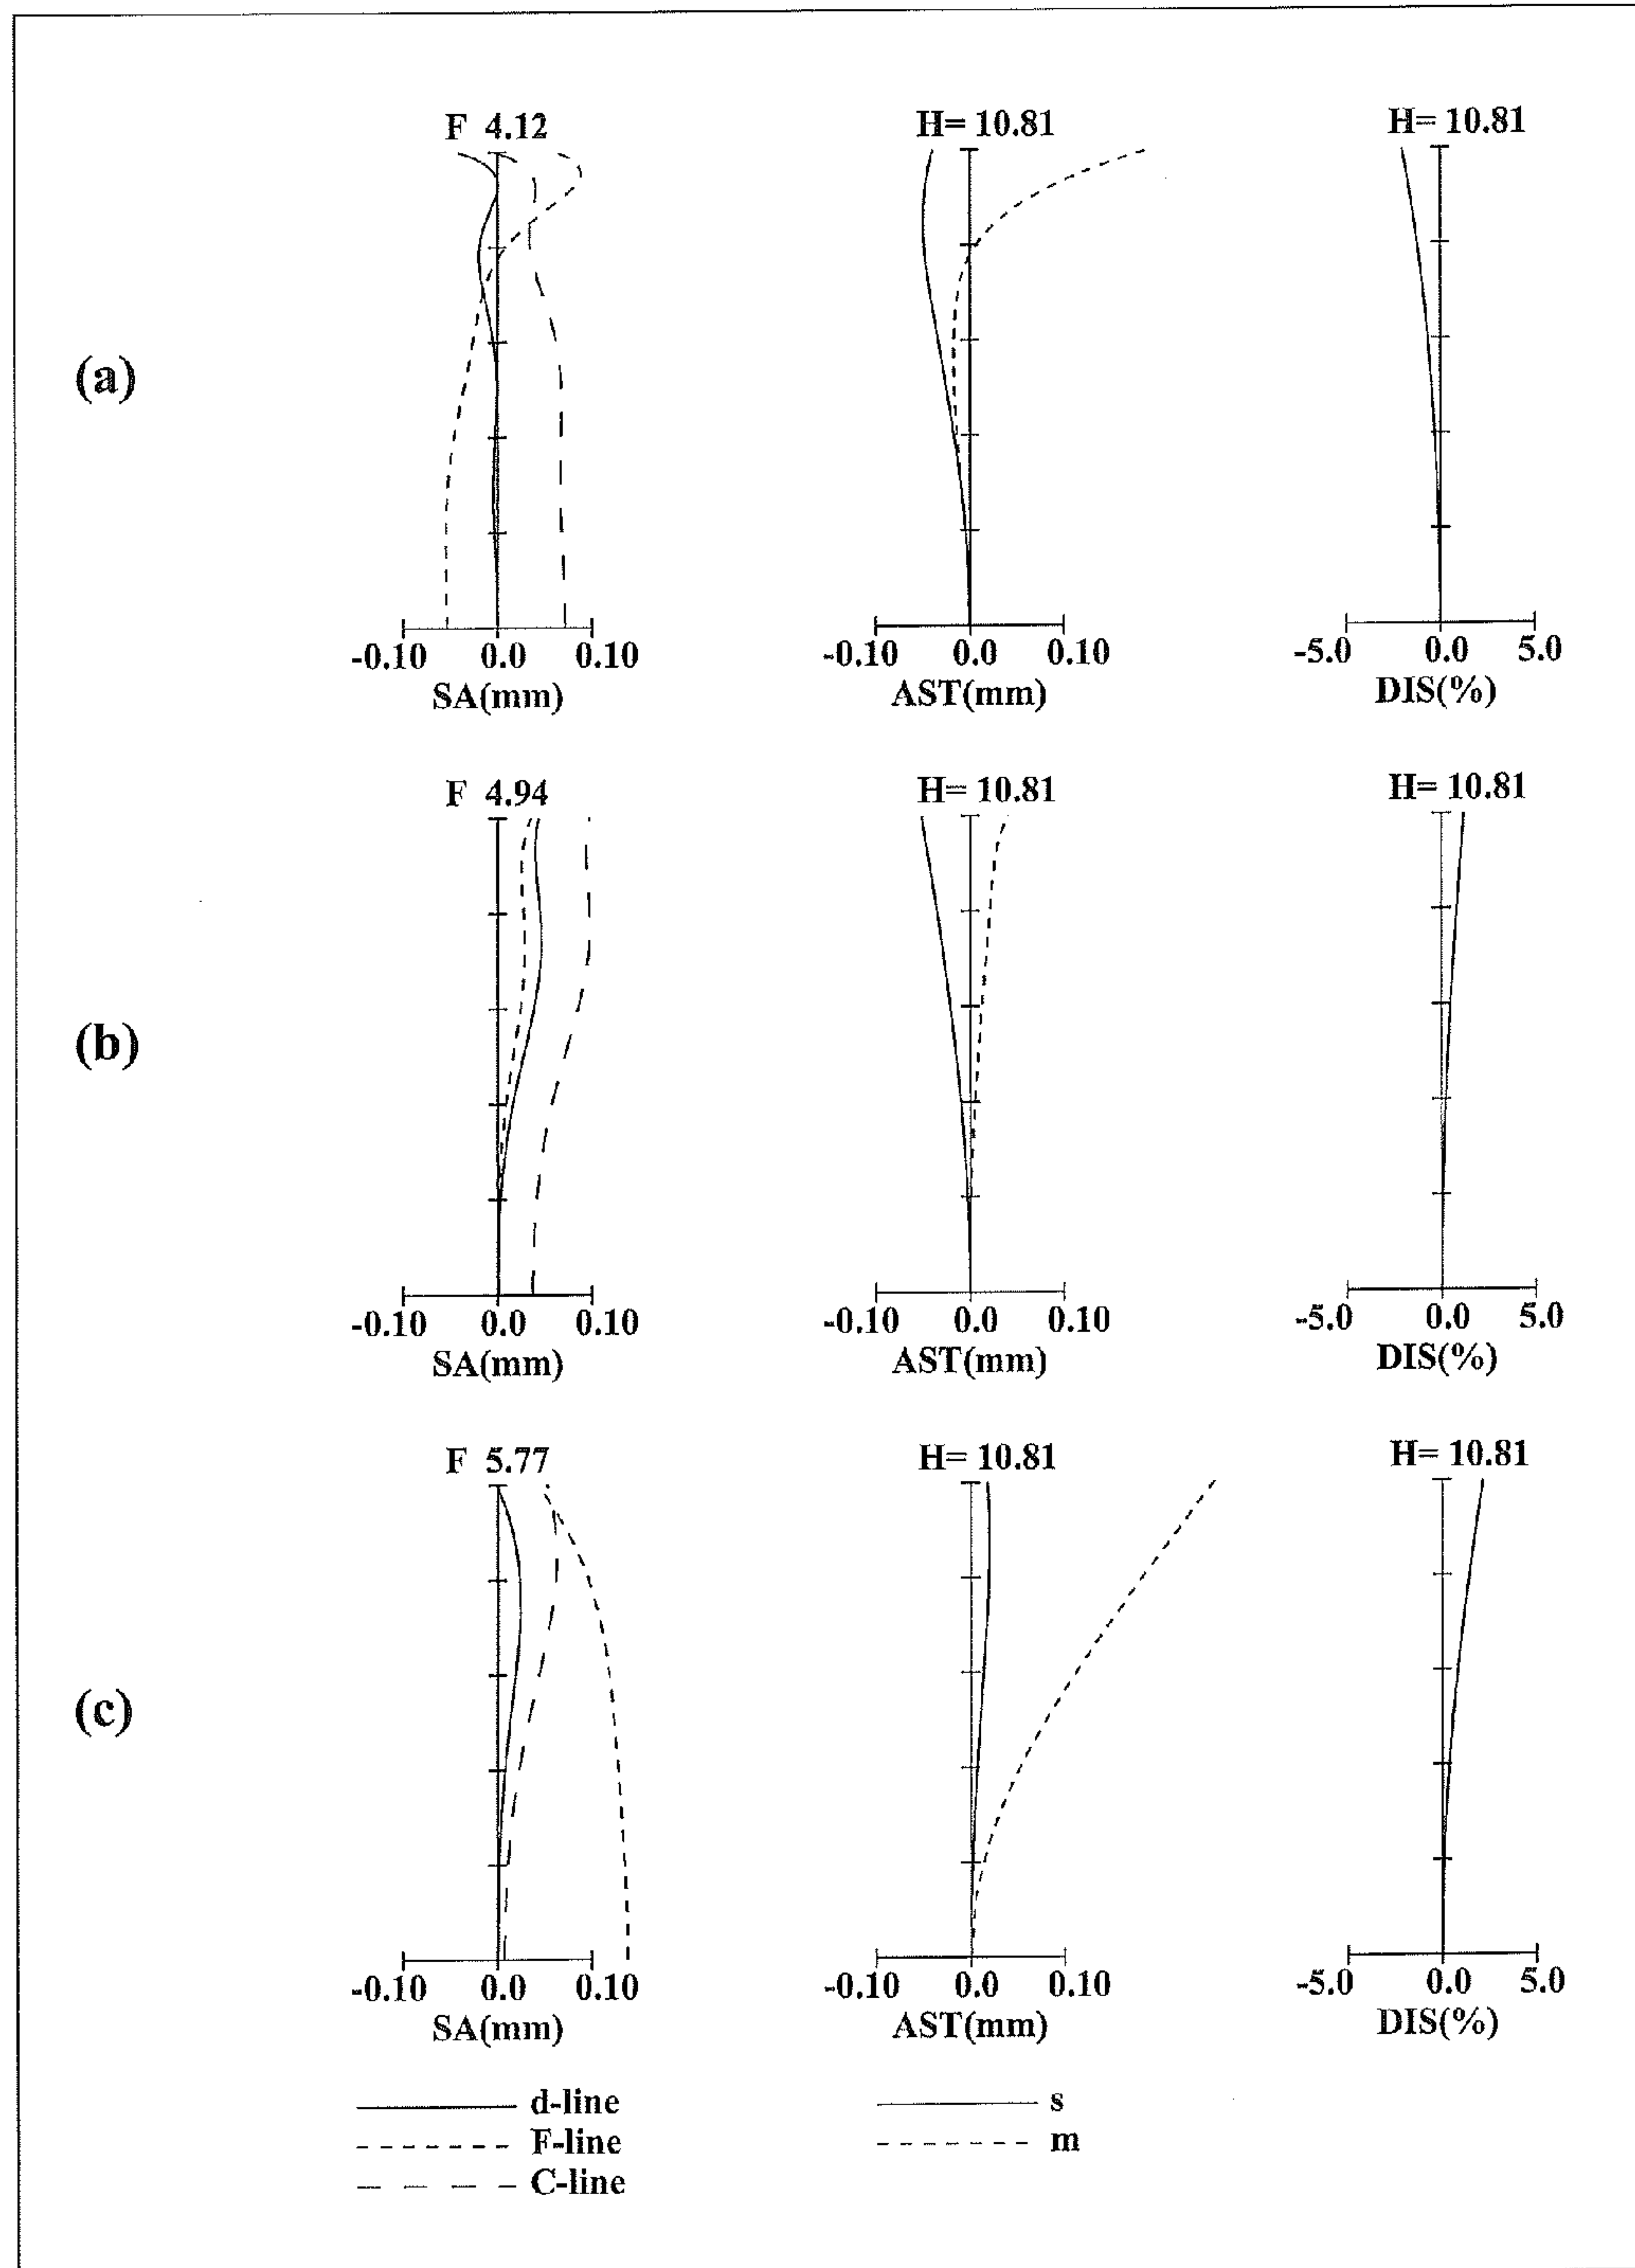 (a)
F 4.12
-0.10 0.0 0.10
SA(mm)
H= 10.81
-0.10 0.0 0.10
AST(mm)
H= 10.81
-5.0 0.0 5.0
DIS(%)
(b)
F 4.94
-0.10 0.0 0.10
SA(mm)
H= 10.81
-0.10 0.0 0.10
AST(mm)
H= 10.81
-5.0 0.0 5.0
DIS(%)
(c)
F 5.77
-0.10 0.0 0.10
SA(mm)
H= 10.81
-0.10 0.0 0.10
AST(mm)
H= 10.81
-5.0 0.0 5.0
DIS(%)
d-line
F-line
C-line
s
m